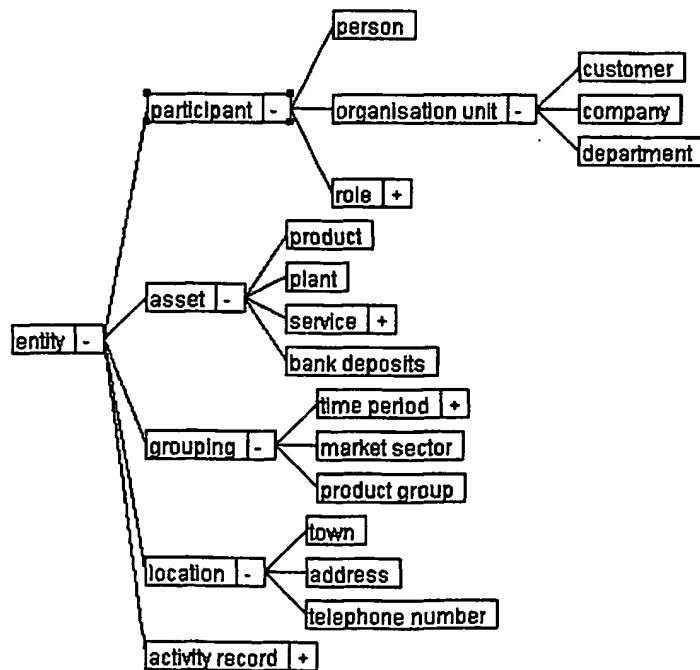 person
customer
participant -
organisation unit -
company
department
role +
product
plant
asset -
service +
entity -
bank deposits
time period +
grouping -
market sector
product group
town
location -
address
telephone number
activity record +